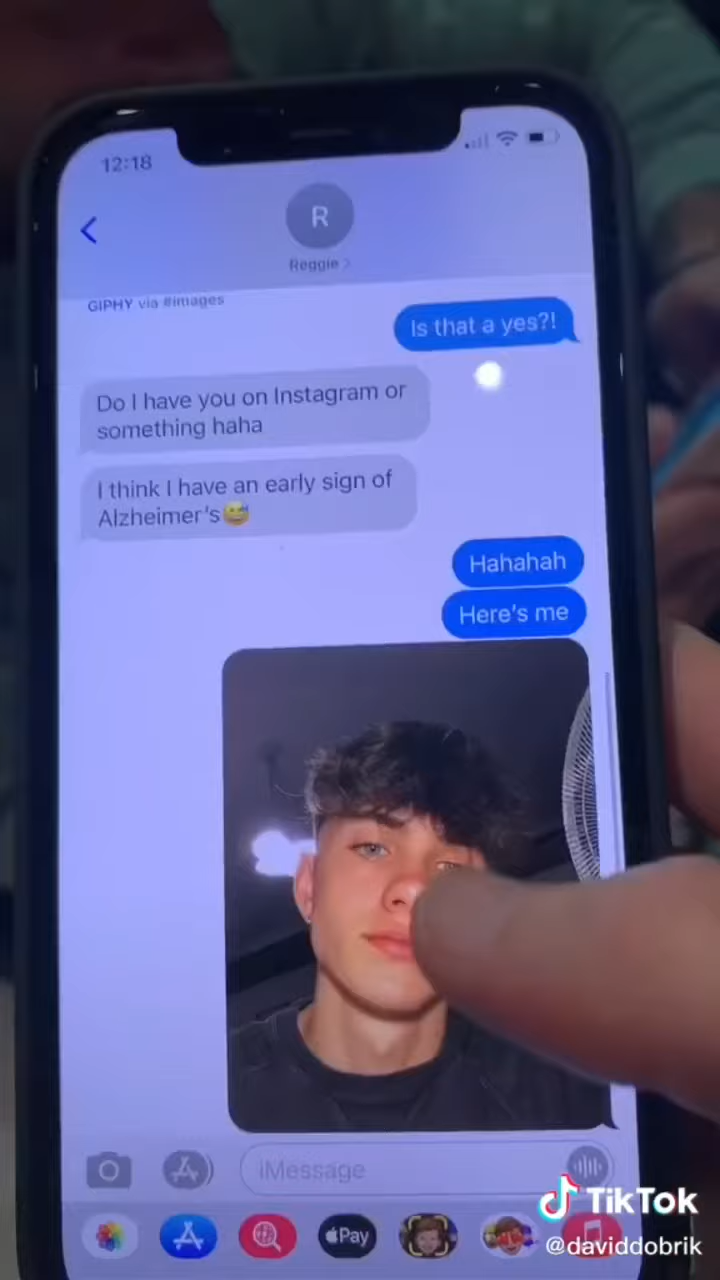 12:18
R
Reggie
GIPHY via #images
Is that a yes?!
Do I have you on Instagram or
something haha
I think I have an early sign of
Alzheimer's😅
Hahahah
Here's me
iMessage
Pay
TikTok
@daviddobrik